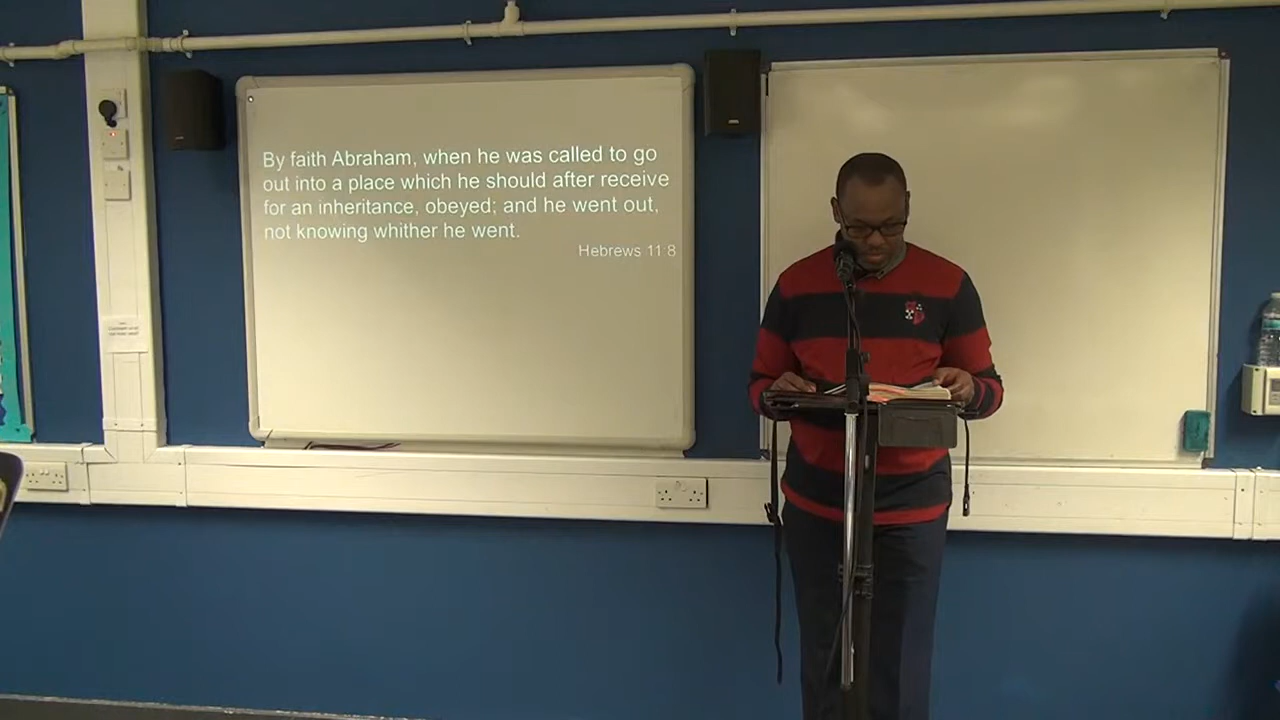 By faith Abraham, when he was called to go
out into a place which he should after receive
for an inheritance, obeyed; and he went out,
not knowing whither he went.
Hebrews 11:8